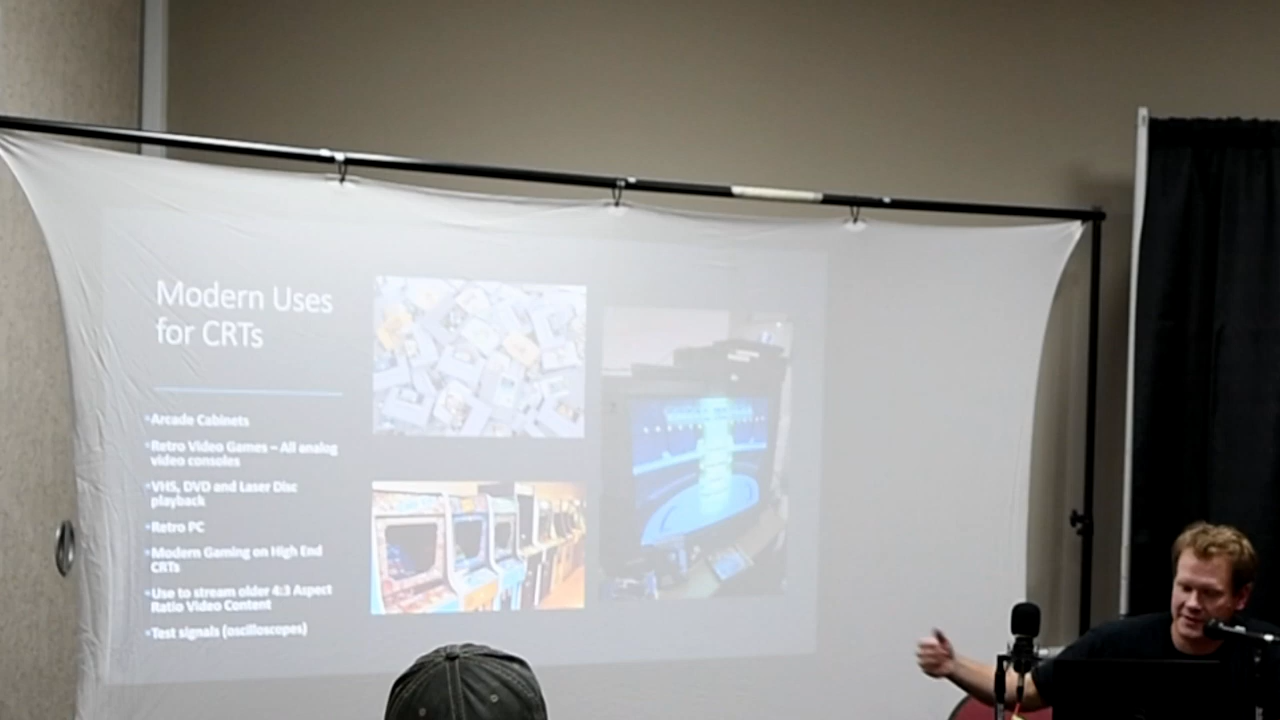 Modern Uses
for CRTs
Arcade Cabinets
Retro Video Games – All analog
video consoles
VHS, DVD and Laser Disc
playback
Retro PC
Modern Gaming on High End
CRTs
Use to stream older 4:3 Aspect
Ratio Video Content
Test signals (oscilloscopes)